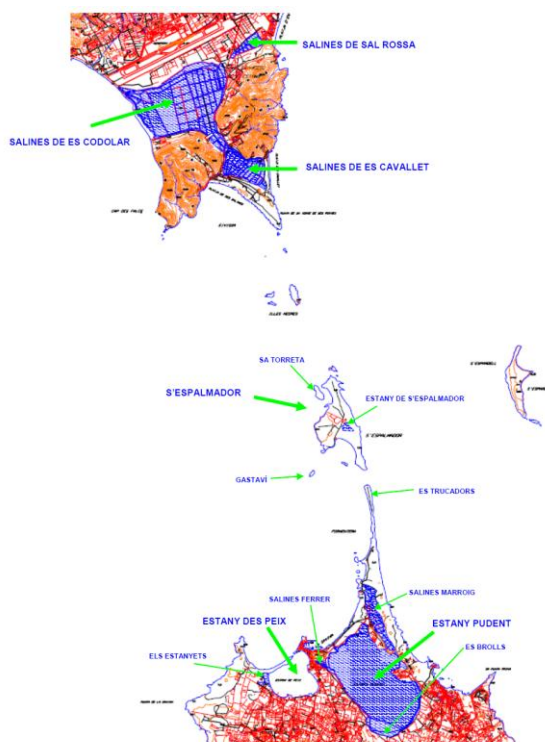 SALINES DE SAL ROSSA
SALINES DE ES CODOLAR
SALINES DE ES CAVALLET
SA TORRETA
S'ESPALMADOR
ESTANY DE S'ESPALMADOR
S'ESPALMADOR
GASTAVÍ
ES TRUCADORS
SALINES MARROIG
SALINES FERRER
ESTANY DES PEIX
ESTANY PUDENT
ES BROLLS
ELS ESTANYETS